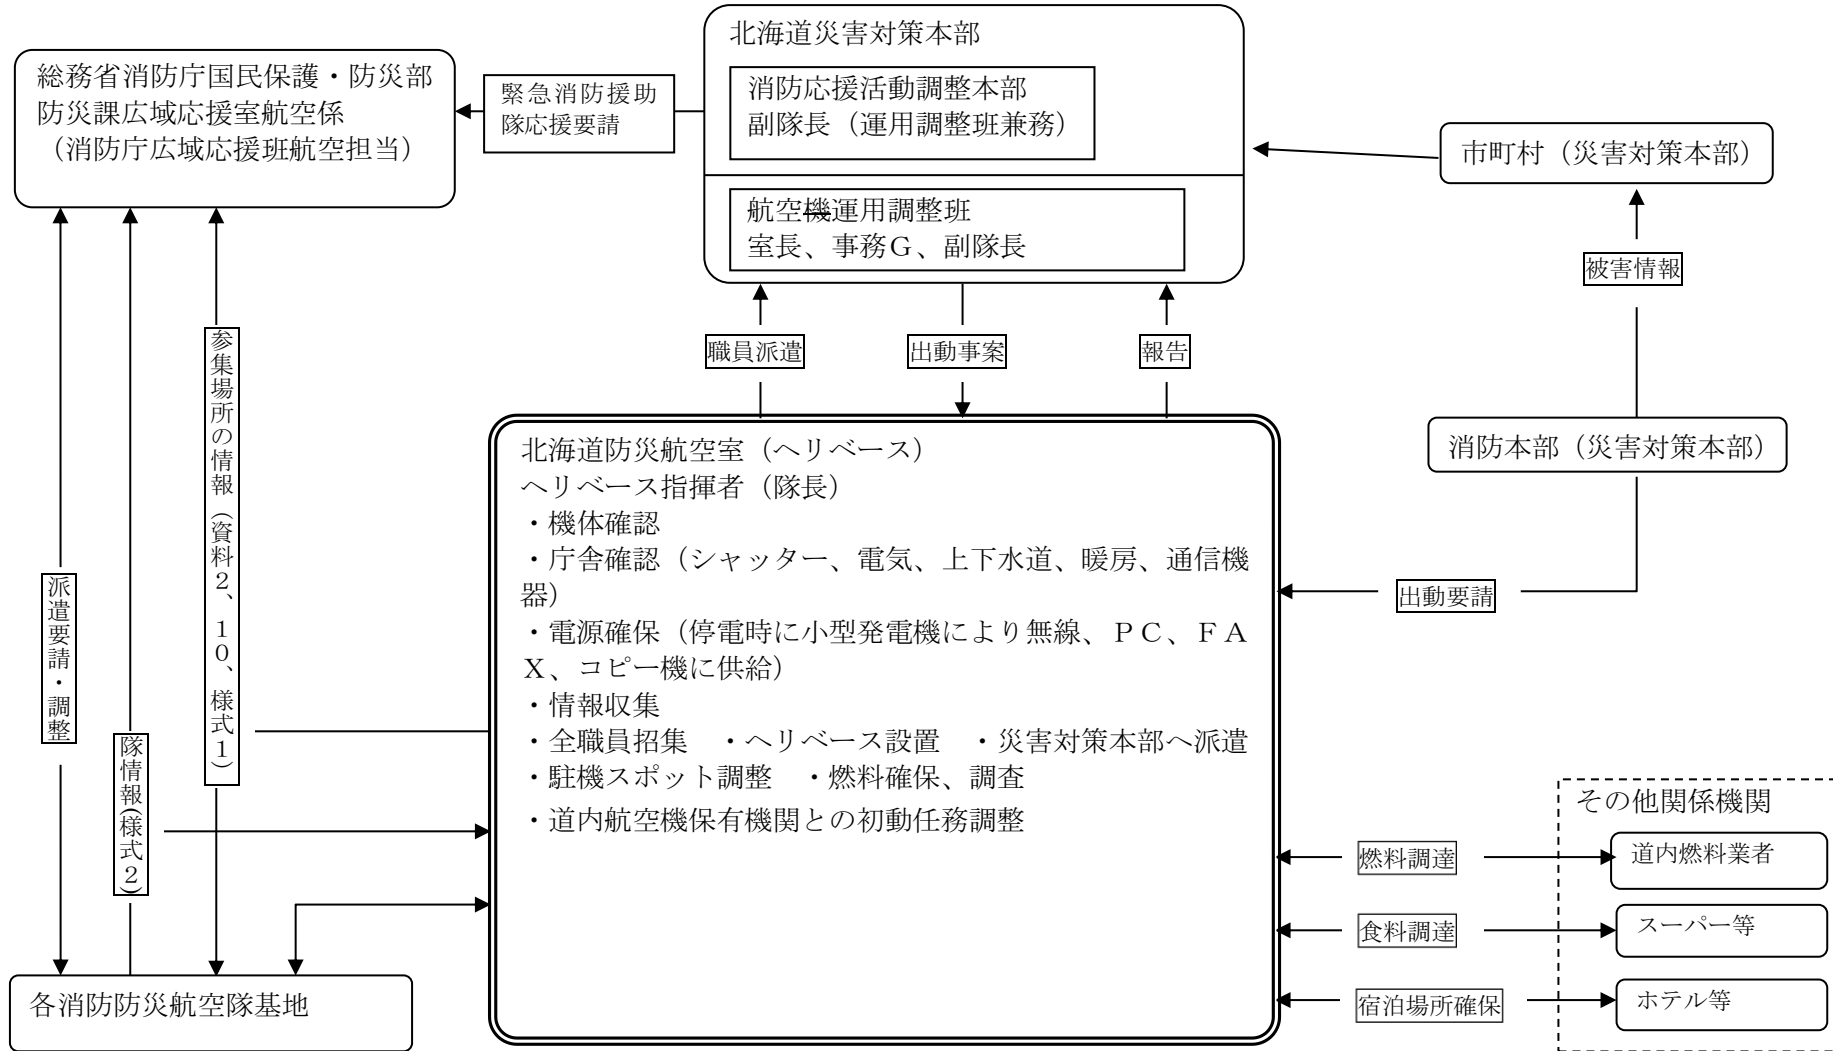 北海道災害対策本部
消防応援活動調整本部
副隊長（運用調整班兼務）
航空機運用調整班
室長、事務Ｇ、副隊長
総務省消防庁国民保護・防災部
防災課広域応援室航空係
（消防庁広域応援班航空担当）
緊急消防援助
隊応援要請
市町村（災害対策本部）
被害情報
消防本部（災害対策本部）
出動要請
職員派遣
出動事案
報告
参集場所の情報（資料２、１０、様式１）
派遣要請・調整
隊情報(様式２)
北海道防災航空室（ヘリベース）
ヘリベース指揮者（隊長）
・機体確認
・庁舎確認（シャッター、電気、上下水道、暖房、通信機
器）
・電源確保（停電時に小型発電機により無線、ＰＣ、ＦＡ
Ｘ、コピー機に供給）
・情報収集
・全職員招集　・ヘリベース設置　・災害対策本部へ派遣
・駐機スポット調整　・燃料確保、調査
・道内航空機保有機関との初動任務調整
各消防防災航空隊基地
その他関係機関
燃料調達
道内燃料業者
食料調達
スーパー等
宿泊場所確保
ホテル等